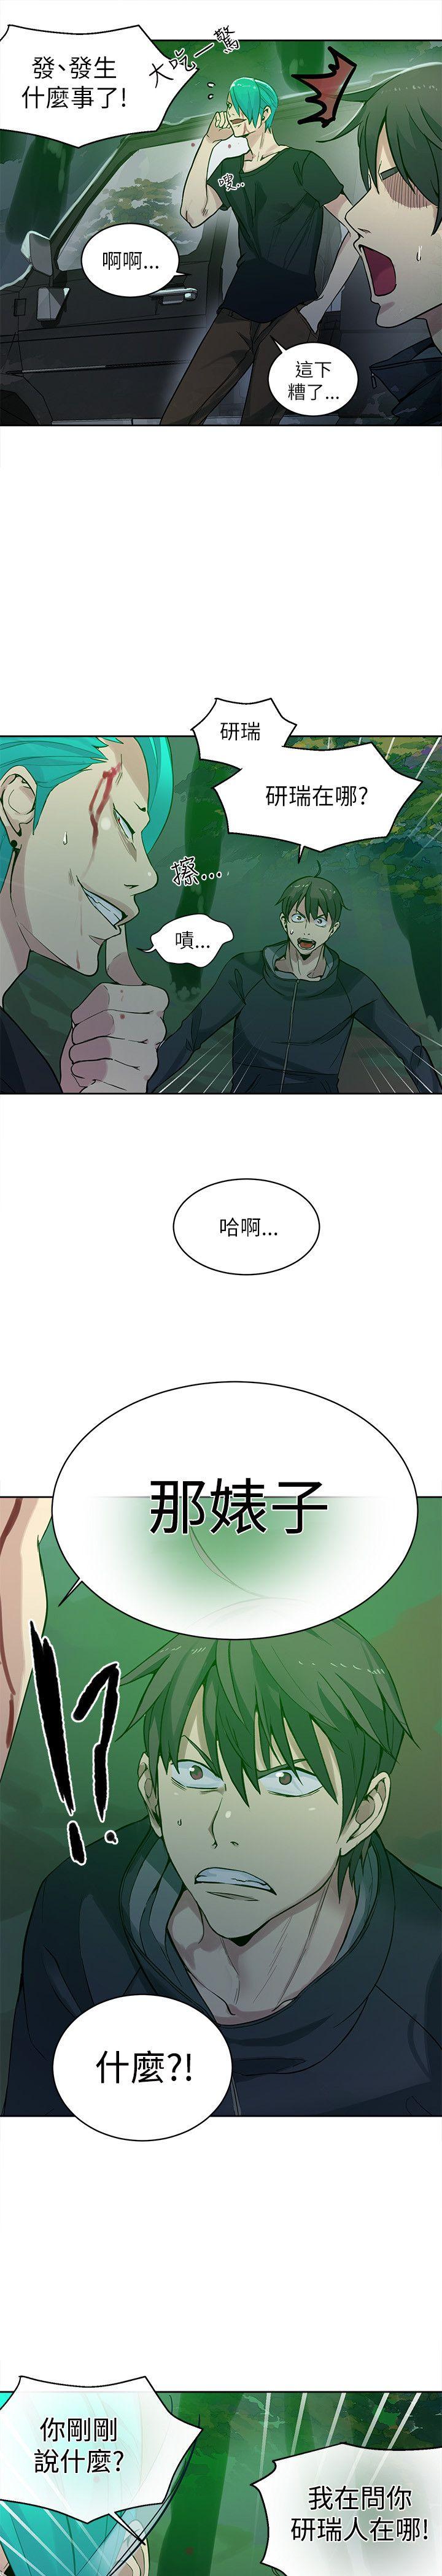 發、發生
什麼事了!
大吃一驚
嗖..
啊啊...
這下
糟了...
研瑞
研瑞在哪?
擦...
嘖...
哈啊...
那婊子
什麼?!
你剛剛
說什麼?
我在問你
研瑞人在哪!